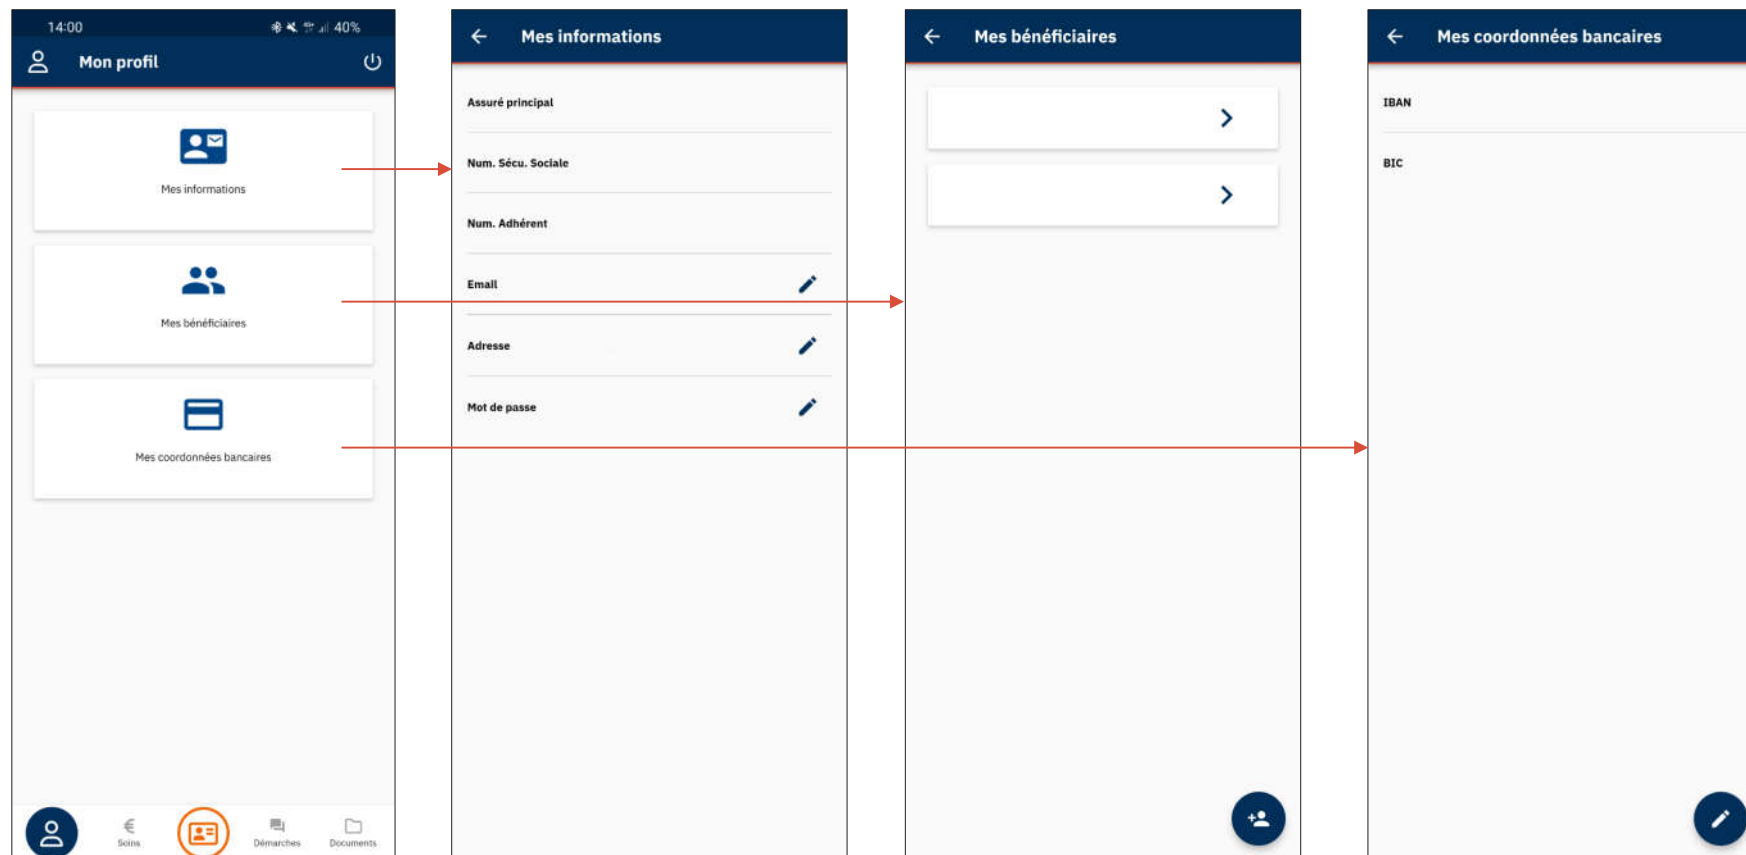 14:00
40%
Mon profil
Mes informations
Mes bénéficiaires
Mes coordonnées bancaires
Soins
Démarches
Documents
Mes informations
Assuré principal
Num. Sécu. Sociale
Num. Adhérent
Email
Adresse
Mot de passe
Mes bénéficiaires
Mes coordonnées bancaires
IBAN
BIC